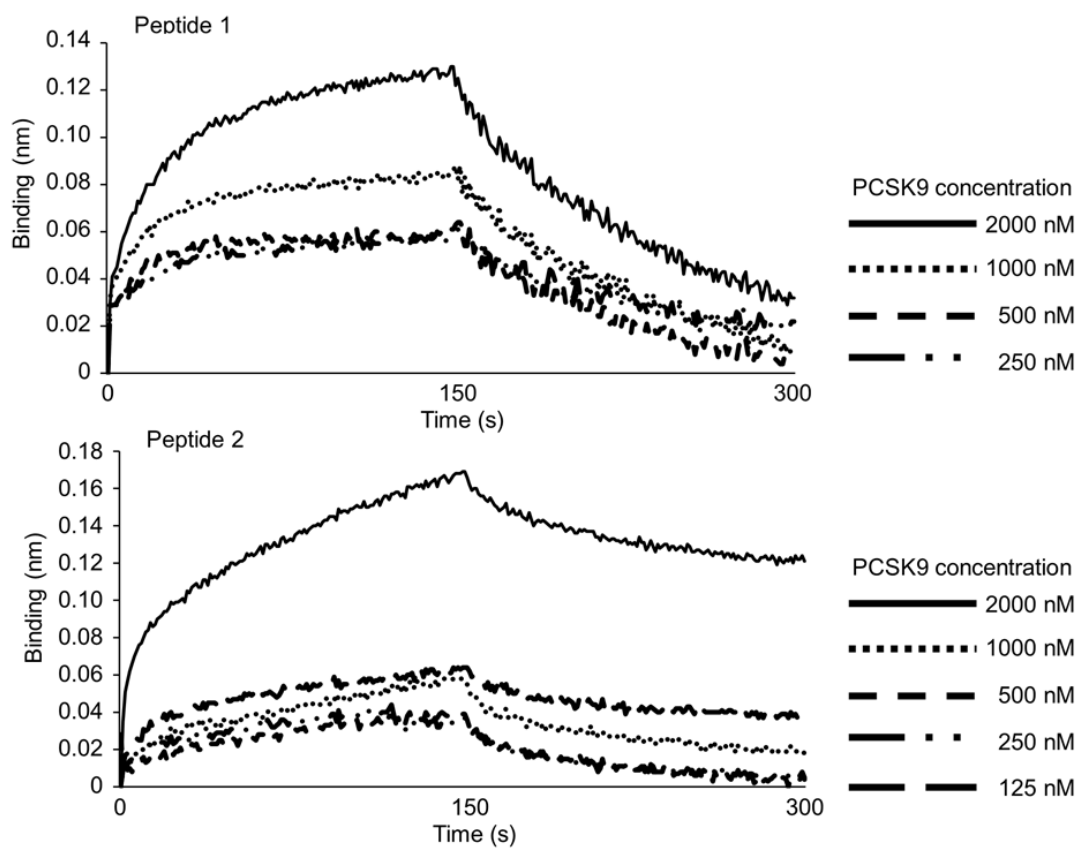 Peptide 1
0.14
0.12
0.10
0.08
0.06
0.04
0.02
0
Binding (nm)
0
150
300
Time (s)
PCSK9 concentration
2000 nM
1000 nM
500 nM
250 nM
Peptide 2
0.18
0.16
0.14
0.12
0.10
0.08
0.06
0.04
0.02
0
Binding (nm)
0
150
300
Time (s)
PCSK9 concentration
2000 nM
1000 nM
500 nM
250 nM
125 nM